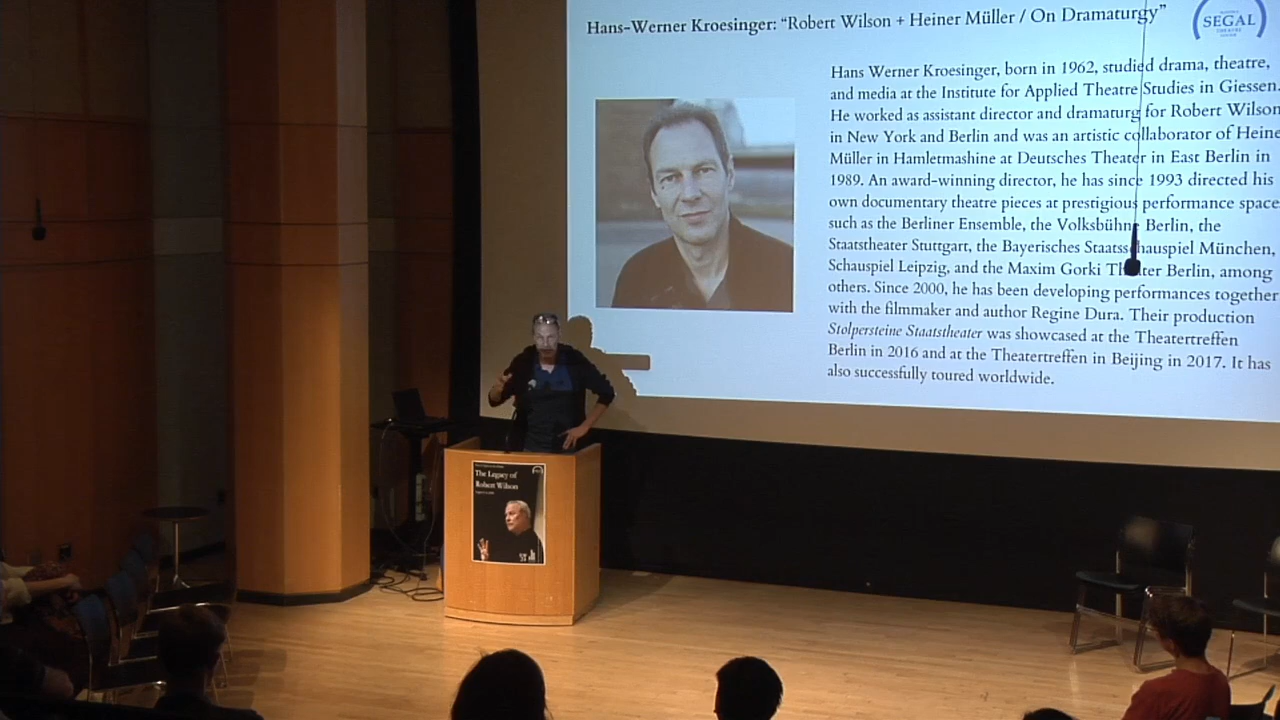 Hans-Werner Kroesinger: “Robert Wilson + Heiner Müller / On Dramaturgy”
SEGAL
Hans Werner Kroesinger, born in 1962, studied drama, theatre,
and media at the Institute for Applied Theatre Studies in Giessen.
He worked as assistant director and dramaturg for Robert Wilson
in New York and Berlin and was an artistic collaborator of Heine
Müller in Hamletmashine at Deutsches Theater in East Berlin in
1989. An award-winning director, he has since 1993 directed his
own documentary theatre pieces at prestigious performance space
such as the Berliner Ensemble, the Volksbühne Berlin, the
Staatstheater Stuttgart, the Bayerisches Staatsschauspiel München,
Schauspiel Leipzig, and the Maxim Gorki Theater Berlin, among
others. Since 2000, he has been developing performances together
with the filmmaker and author Regine Dura. Their production
Stolpersteine Staatstheater was showcased at the Theatertreffen
Berlin in 2016 and at the Theatertreffen in Beijing in 2017. It has
also successfully toured worldwide.
The Legacy of
Robert Wilson